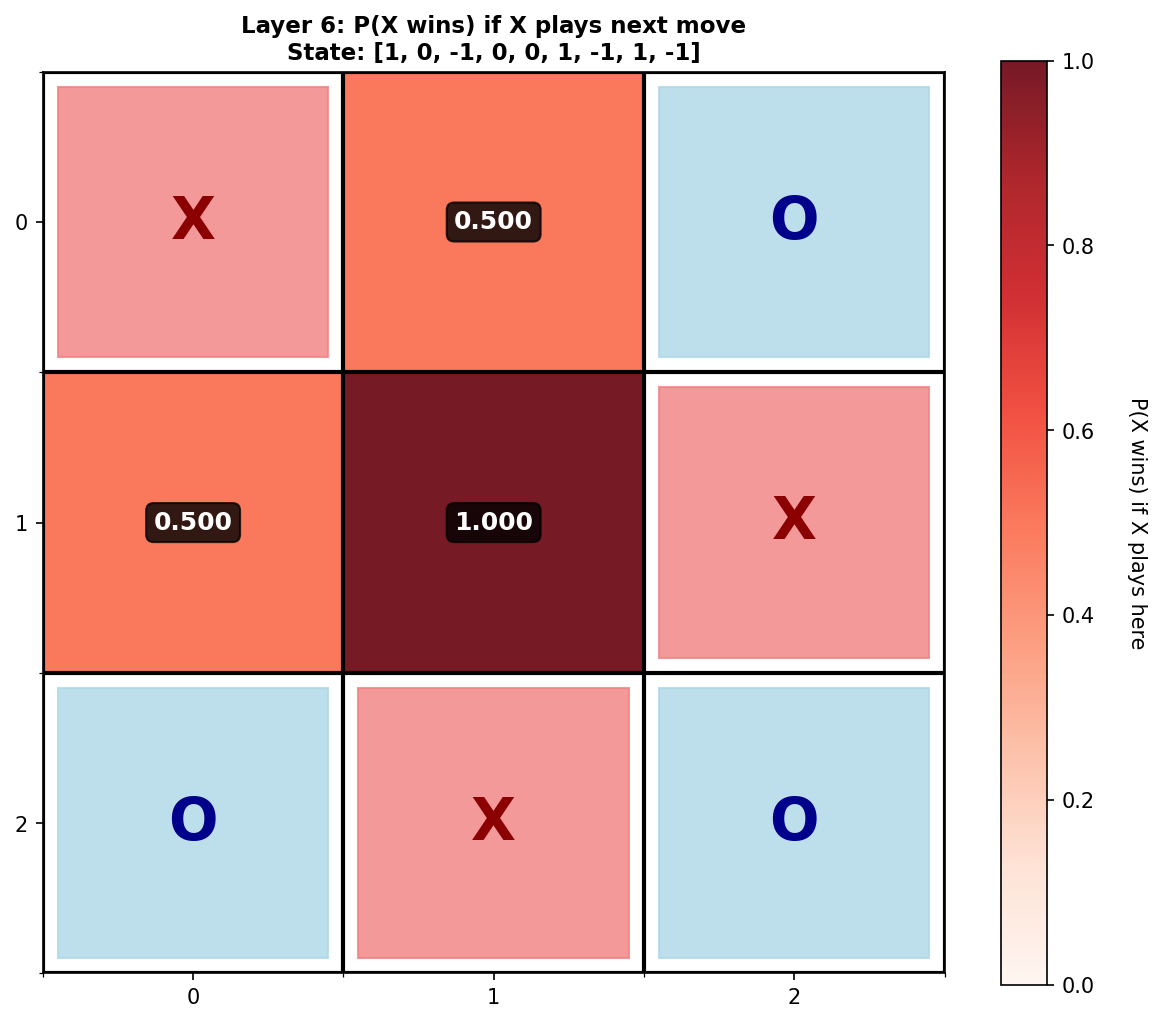 Layer 6: P(X wins) if X plays next move
State: [1, 0, -1, 0, 0, 1, -1, 1, -1]
0
X
0.500
O
1
0.500
1.000
X
2
O
X
O
0
1
2
1.0
0.8
0.6
0.4
0.2
0.0
P(X wins) if X plays here